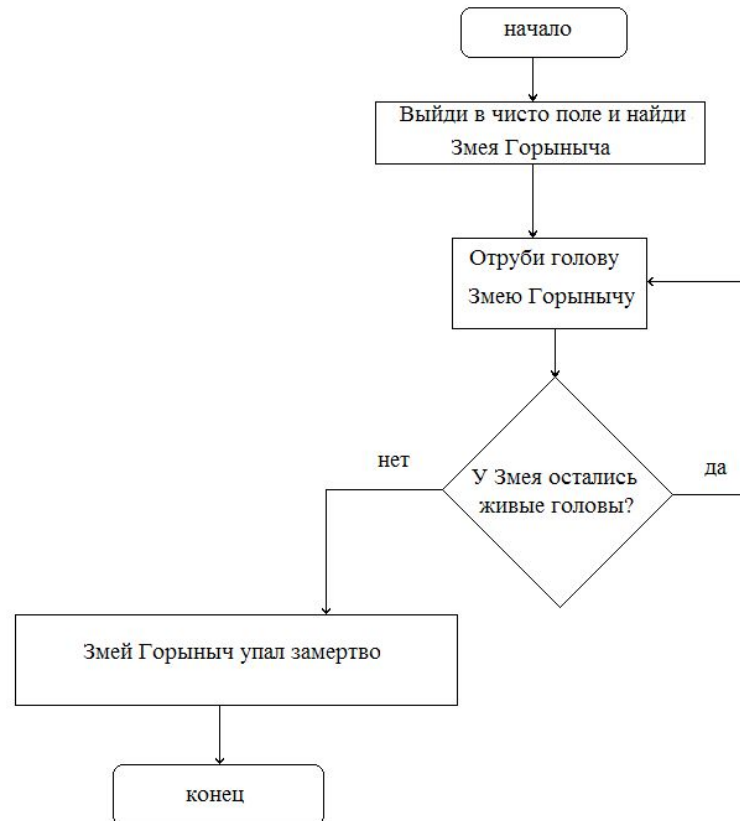 начало
Выйди в чисто поле и найди
Змея Горыныча
Отруби голову
Змею Горынычу
нет
У Змея остались
живые головы?
да
Змей Горыныч упал замертво
конец